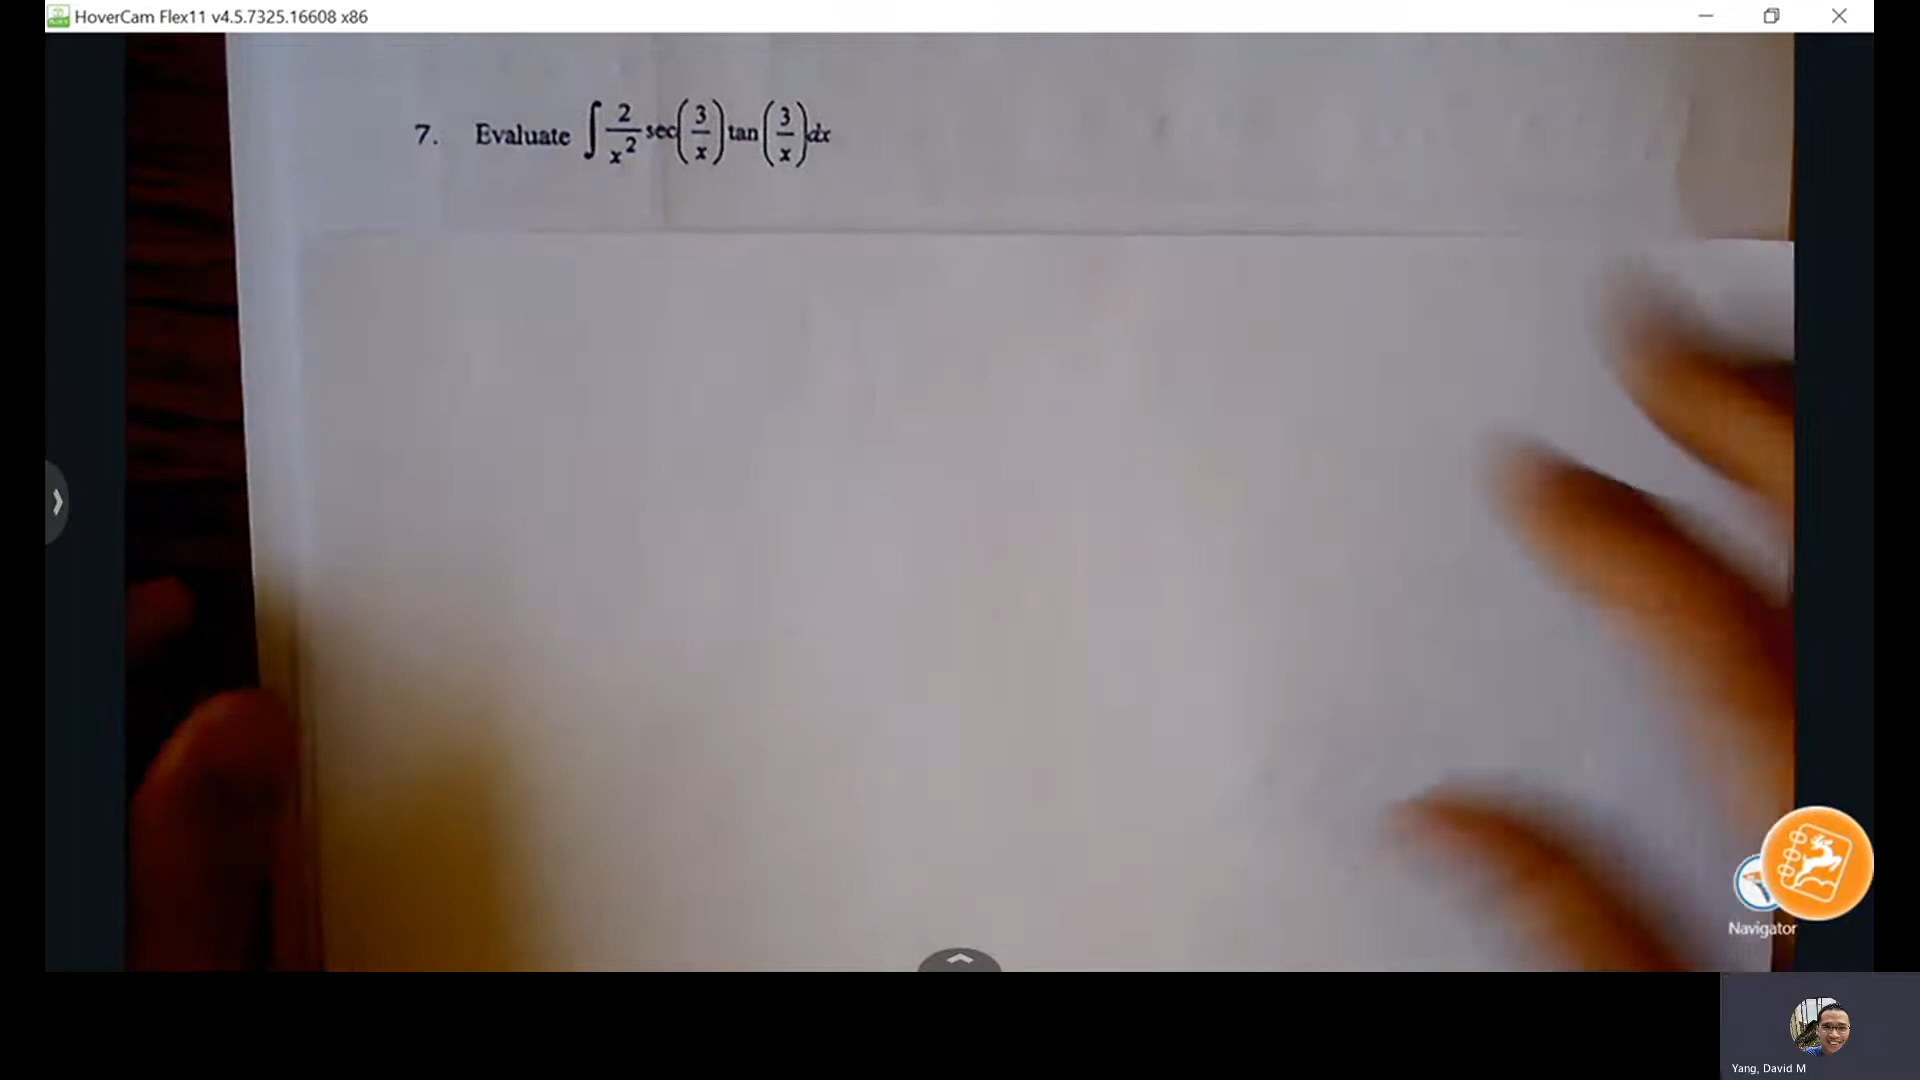 HoverCam Flex11 v4.5.7325.16608 x86
7. Evaluate ∫ 2/x² sec(3/x) tan(3/x) dx
Navigator
Yang, David M